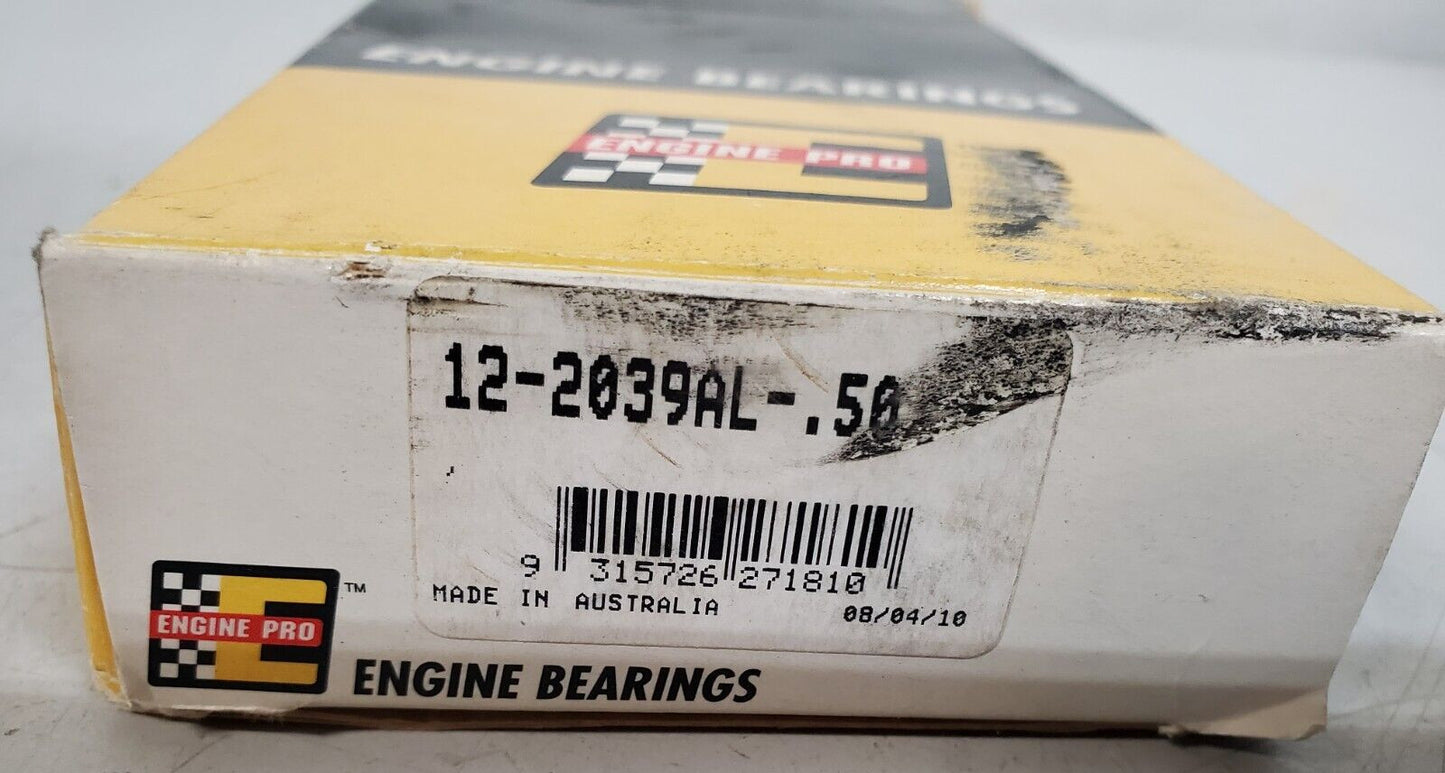 ENGINE BEARINGS
ENGINE PRO
12-2039AL-.50
9 315726 271810
MADE IN AUSTRALIA 08/04/10
ENGINE PRO ™
ENGINE BEARINGS